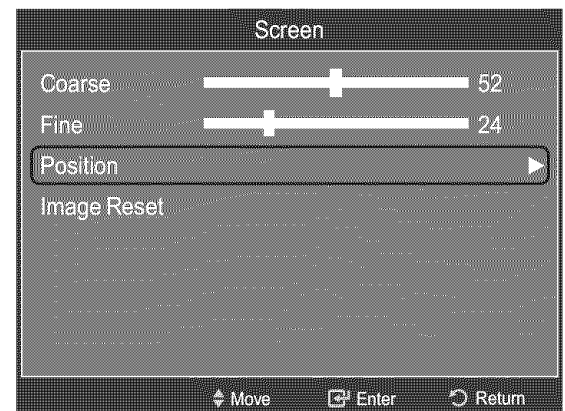 Screen
Coarse 52
Fine 24
Position
Image Reset
Move Enter Return